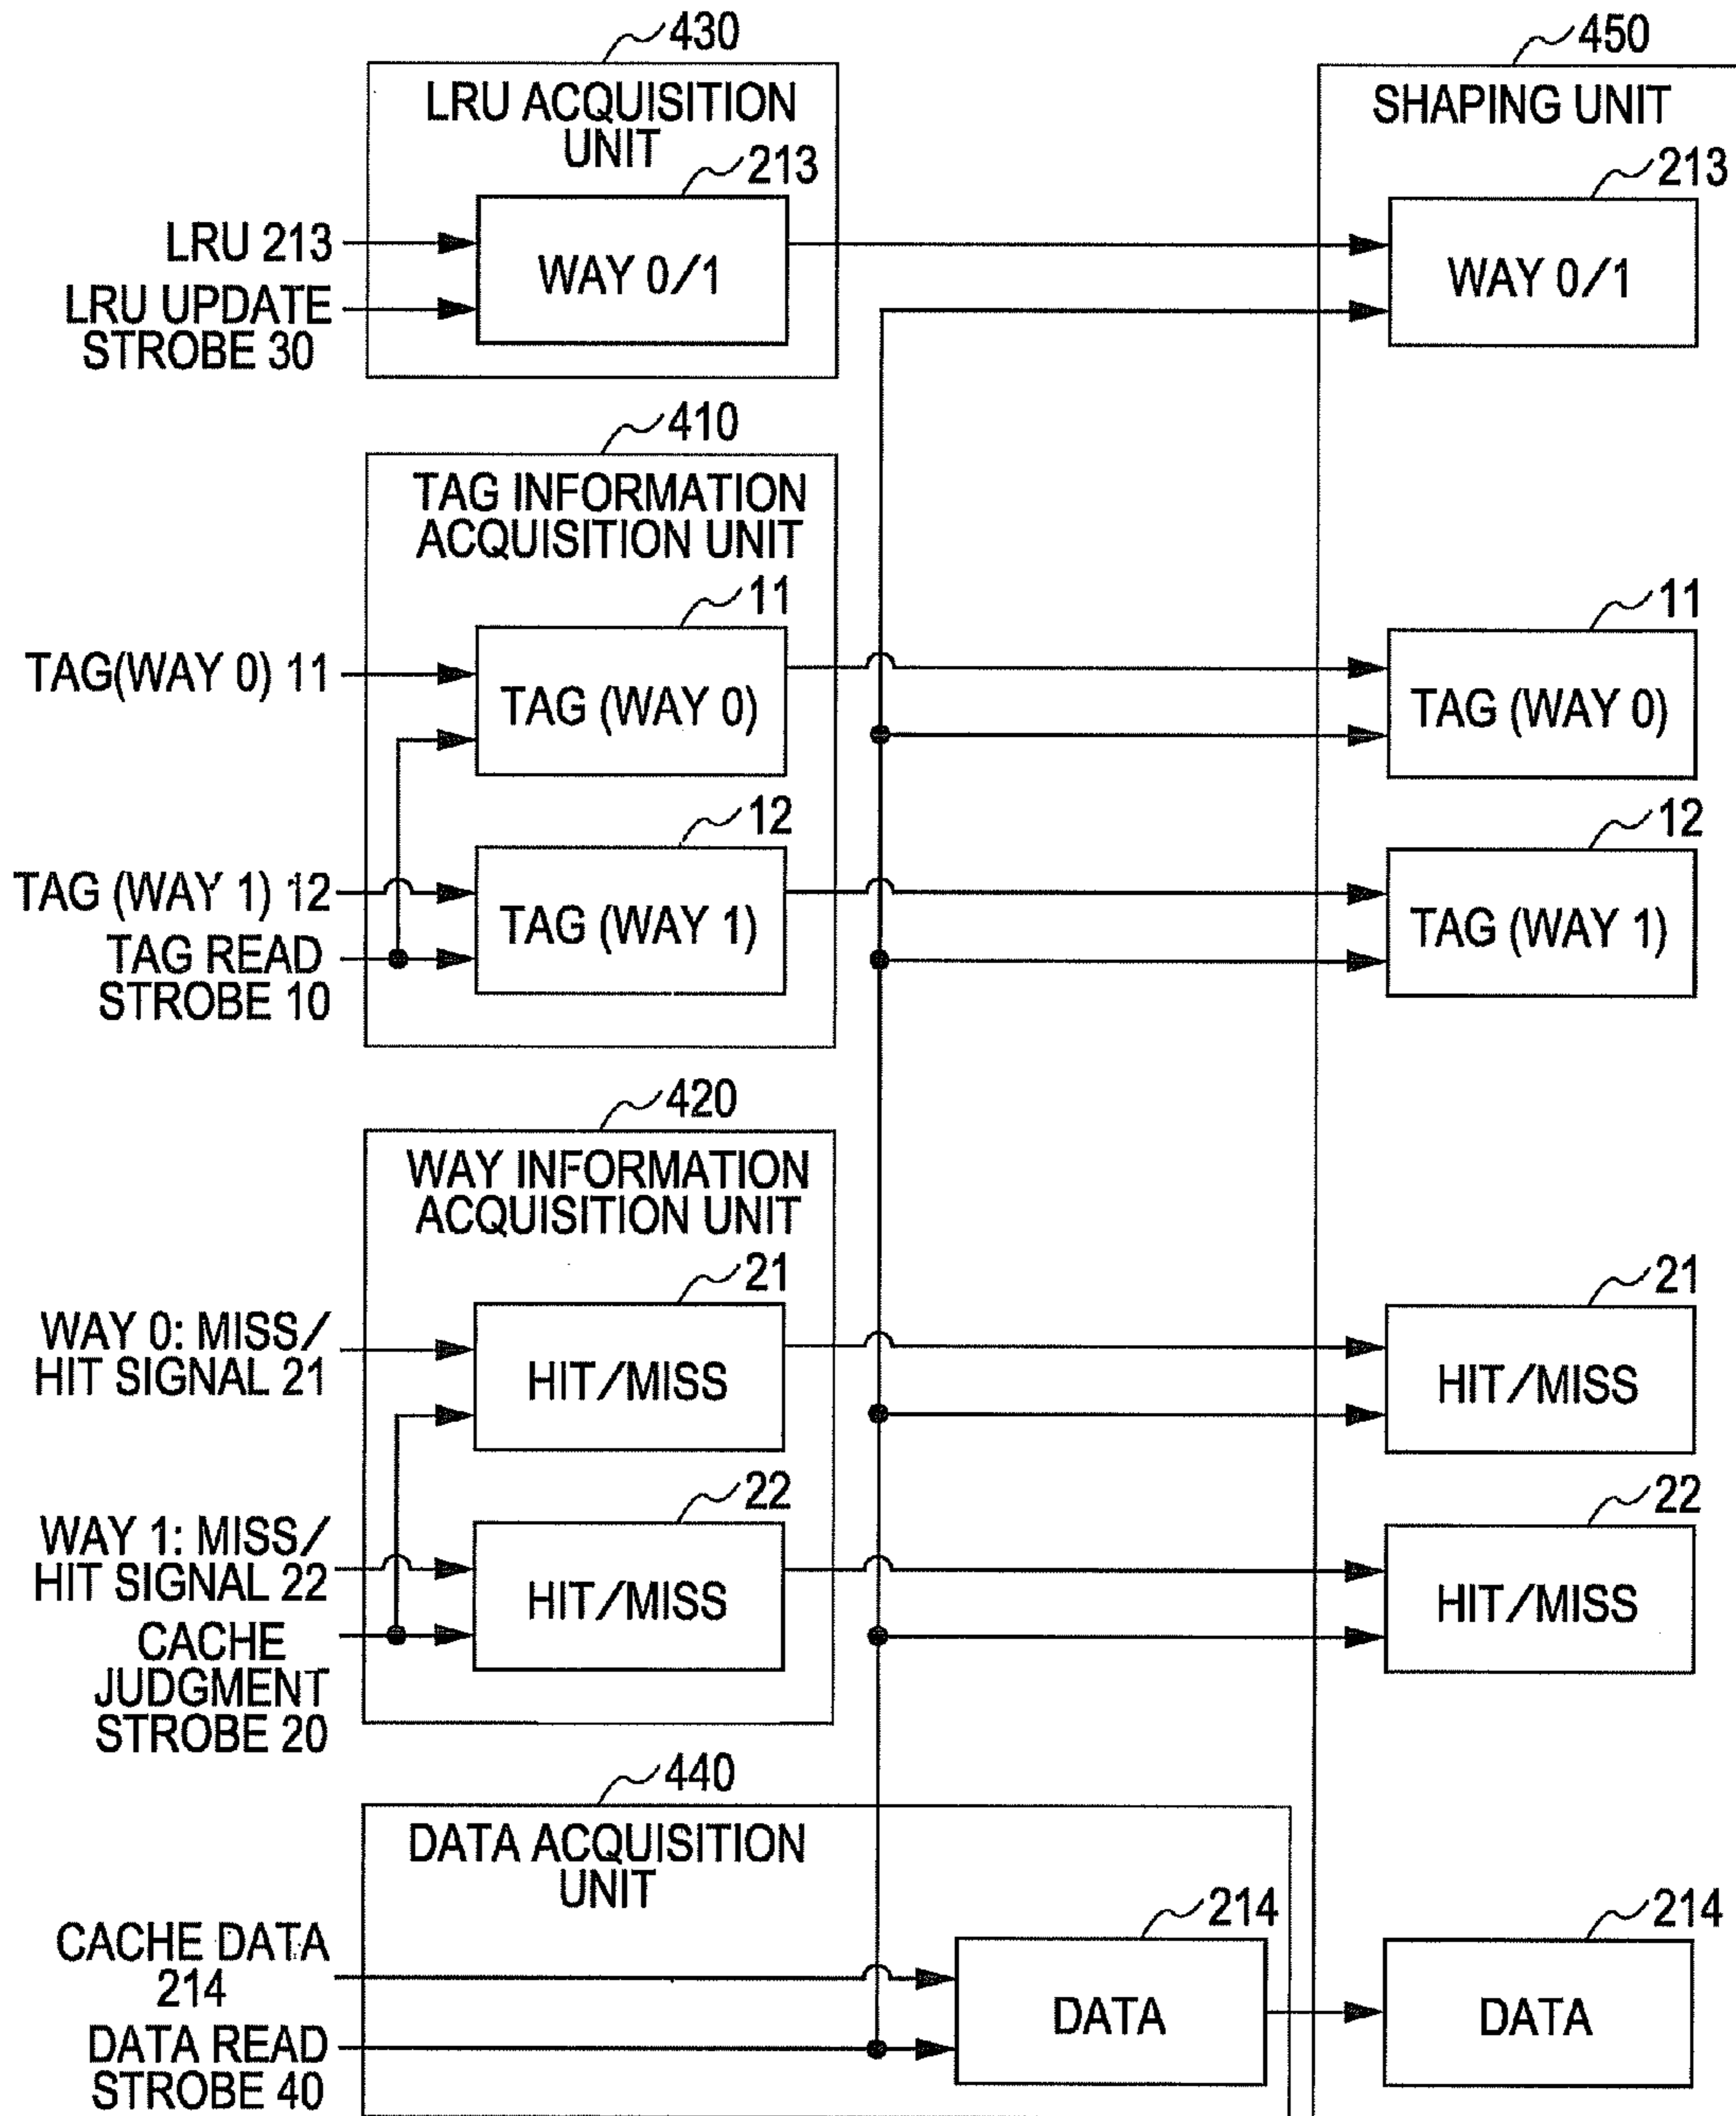 430
LRU ACQUISITION
UNIT
213
LRU 213
WAY 0/1
LRU UPDATE
STROBE 30
450
SHAPING UNIT
213
WAY 0/1
410
TAG INFORMATION
ACQUISITION UNIT
11
TAG(WAY 0) 11
TAG (WAY 0)
12
TAG (WAY 1) 12
TAG (WAY 1)
TAG READ
STROBE 10
11
TAG (WAY 0)
12
TAG (WAY 1)
420
WAY INFORMATION
ACQUISITION UNIT
21
WAY 0: MISS/
HIT SIGNAL 21
HIT/MISS
22
WAY 1: MISS/
HIT SIGNAL 22
HIT/MISS
CACHE
JUDGMENT
STROBE 20
21
HIT/MISS
22
HIT/MISS
440
DATA ACQUISITION
UNIT
214
CACHE DATA
214
DATA
DATA READ
STROBE 40
214
DATA